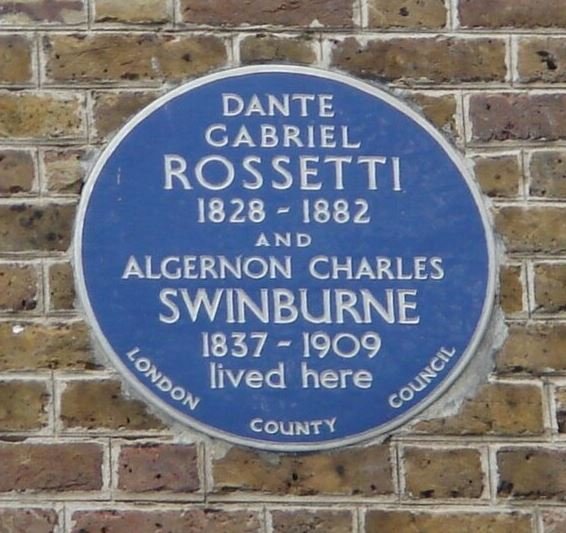 DANTE
GABRIEL
ROSSETTI
1828 - 1882
AND
ALGERNON CHARLES
SWINBURNE
1837 - 1909
lived here
LONDON COUNTY COUNCIL